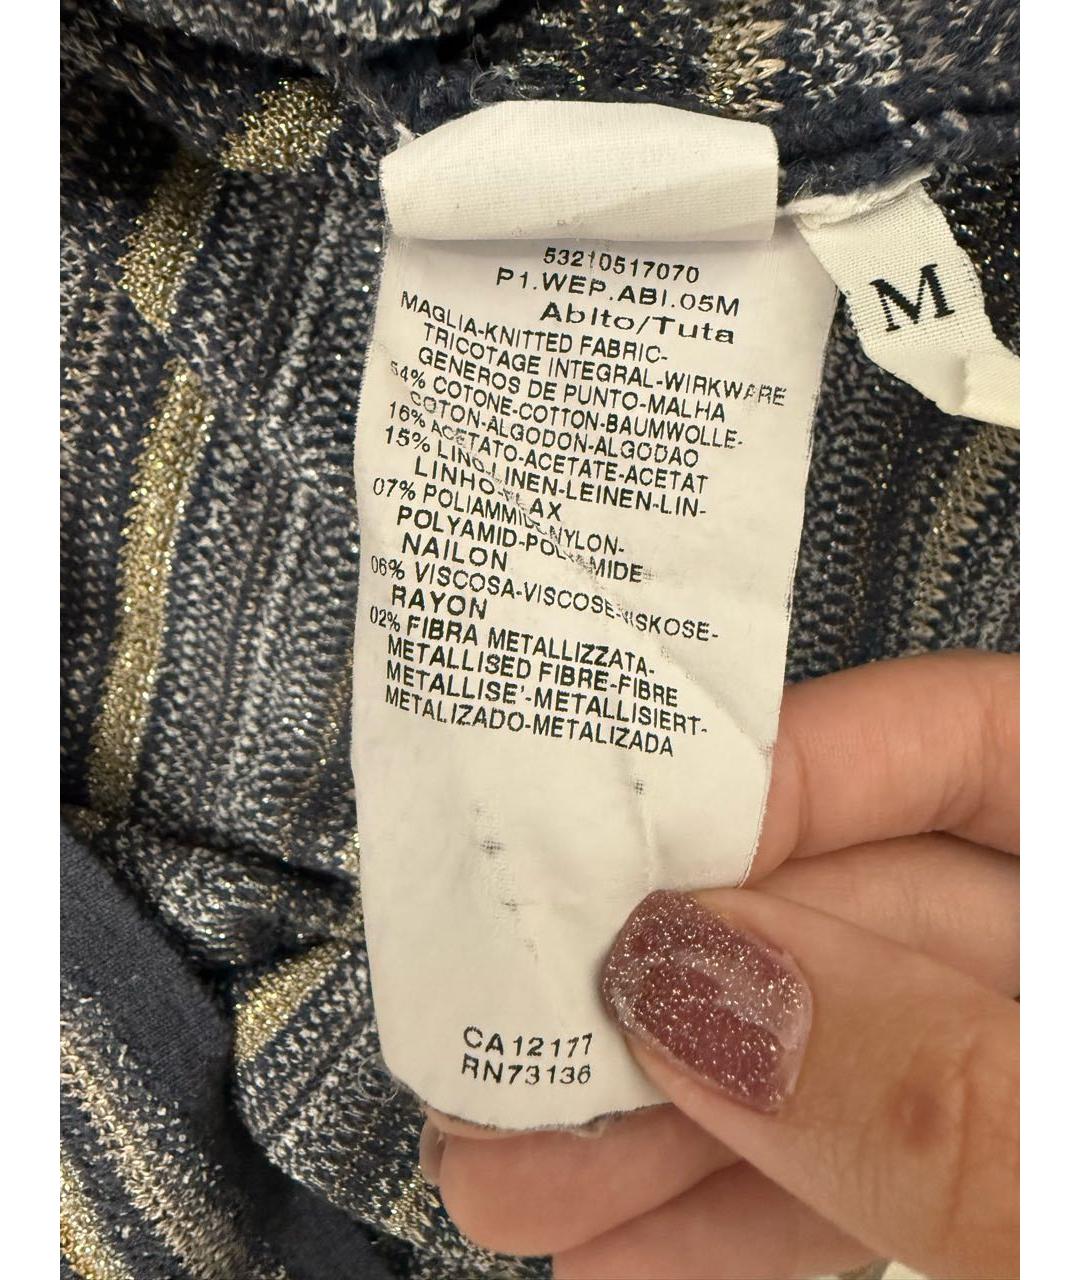 53210517070
P1.WEP.ABI.05M
Abito/Tuta
MAGLIA-KNITTED FABRIC-
TRICOTAGE INTEGRAL-WIRKWARE
GENEROS DE PUNTO-MALHA
54% COTONE-COTTON-BAUMWOLLE-
COTON-ALGODON-ALGODAO
16% ACETATO-ACETATE-ACETAT
15% LINO-LINEN-LEINEN-LIN-
LINHO-FLAX
07% POLIAMMIDE-NYLON-
POLYAMID-POLYAMIDE
NAILON
06% VISCOSA-VISCOSE-VISKOSE-
RAYON
02% FIBRA METALLIZZATA-
METALLISED FIBRE-FIBRE
METALLISE'-METALLISIERT-
METALIZADO-METALIZADA
CA12177
RN73136
M